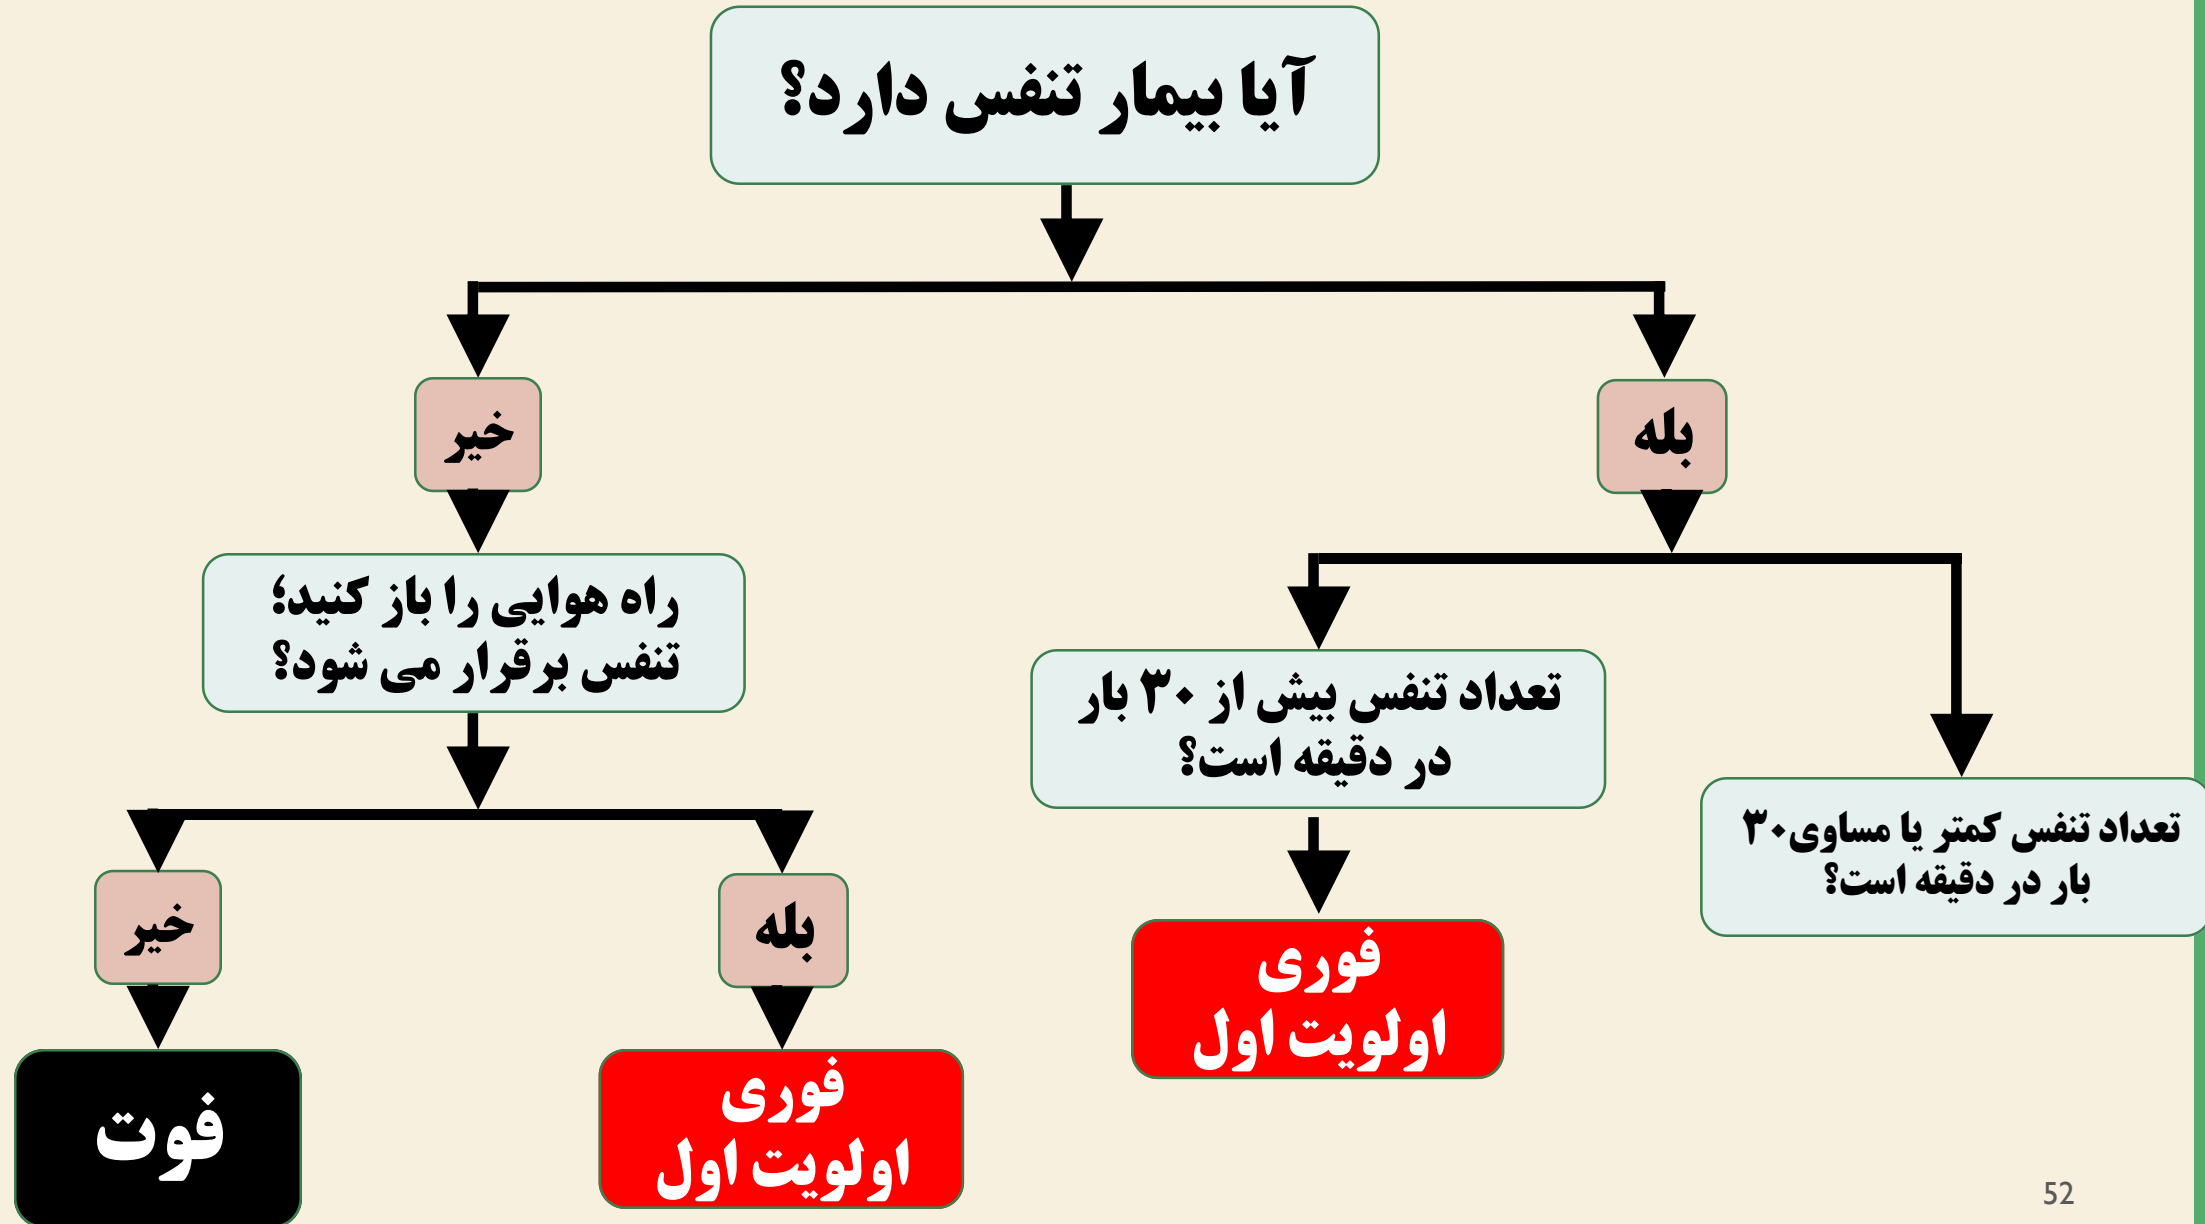 آیا بیمار تنفس دارد؟
بله
خیر
راه هوایی را باز کنید؛
تنفس برقرار می شود؟
تعداد تنفس بیش از ۳۰ بار
در دقیقه است؟
تعداد تنفس کمتر یا مساوی۳۰
بار در دقیقه است؟
بله
خیر
فوری
اولویت اول
فوری
اولویت اول
فوت
52